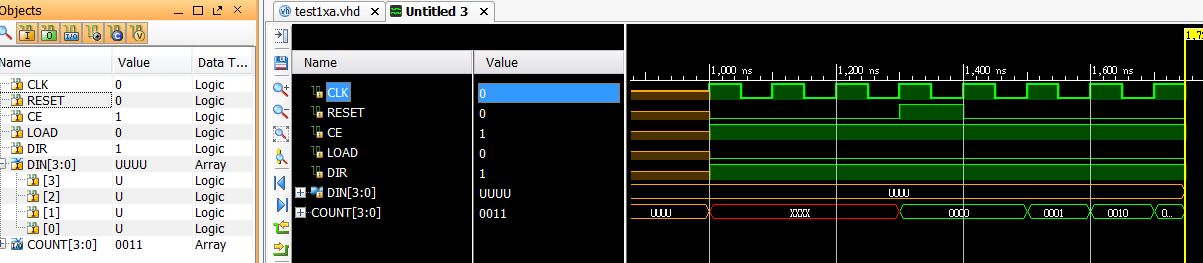 Objects
test1xa.vhd
Untitled 3
Name Value Data T...
CLK 0 Logic
RESET 0 Logic
CE 1 Logic
LOAD 0 Logic
DIR 1 Logic
DIN[3:0] UUUU Array
[3] U Logic
[2] U Logic
[1] U Logic
[0] U Logic
COUNT[3:0] 0011 Array
Name Value
CLK 0
RESET 0
CE 1
LOAD 0
DIR 1
DIN[3:0] UUUU
COUNT[3:0] 0011
1,000 ns 1,200 ns 1,400 ns 1,600 ns
UUUU
UUUU XXXX 0000 0001 0010 0...